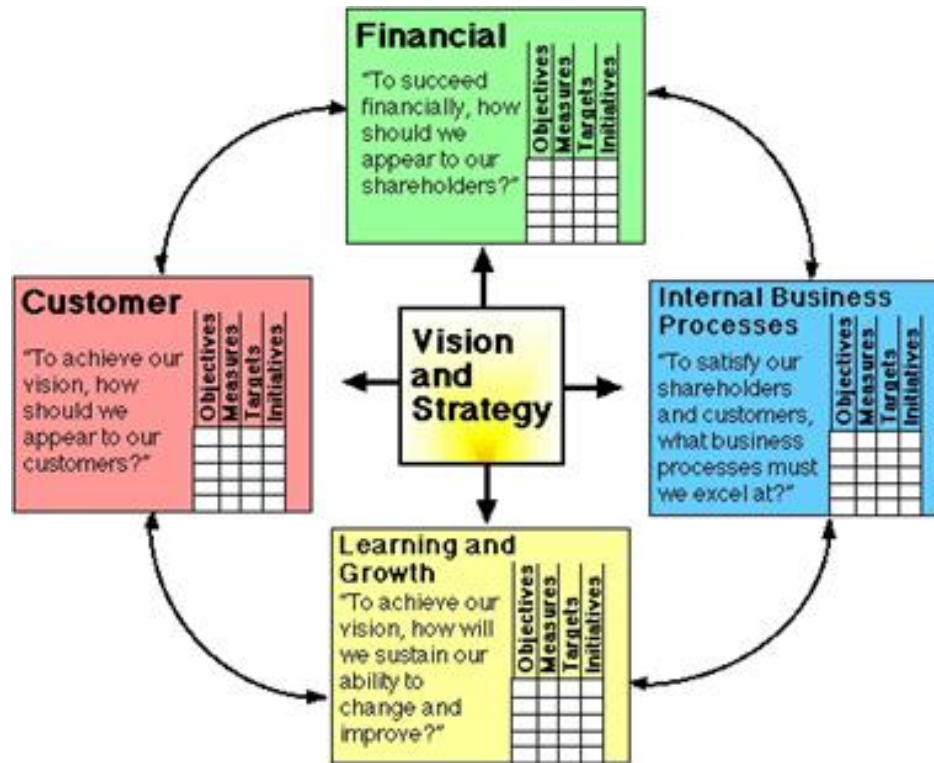 Financial
"To succeed
financially, how
should we
appear to our
shareholders?"
Objectives
Measures
Targets
Initiatives
Customer
"To achieve our
vision, how
should we
appear to our
customers?"
Objectives
Measures
Targets
Initiatives
Vision
and
Strategy
Internal Business
Processes
"To satisfy our
shareholders
and customers,
what business
processes must
we excel at?"
Objectives
Measures
Targets
Initiatives
Learning and
Growth
"To achieve our
vision, how will
we sustain our
ability to
change and
improve?"
Objectives
Measures
Targets
Initiatives